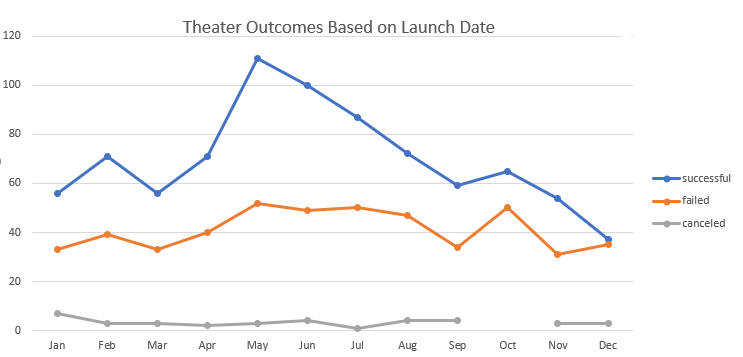 Theater Outcomes Based on Launch Date
120
100
80
60
40
20
0
Jan Feb Mar Apr May Jun Jul Aug Sep Oct Nov Dec
successful
failed
canceled